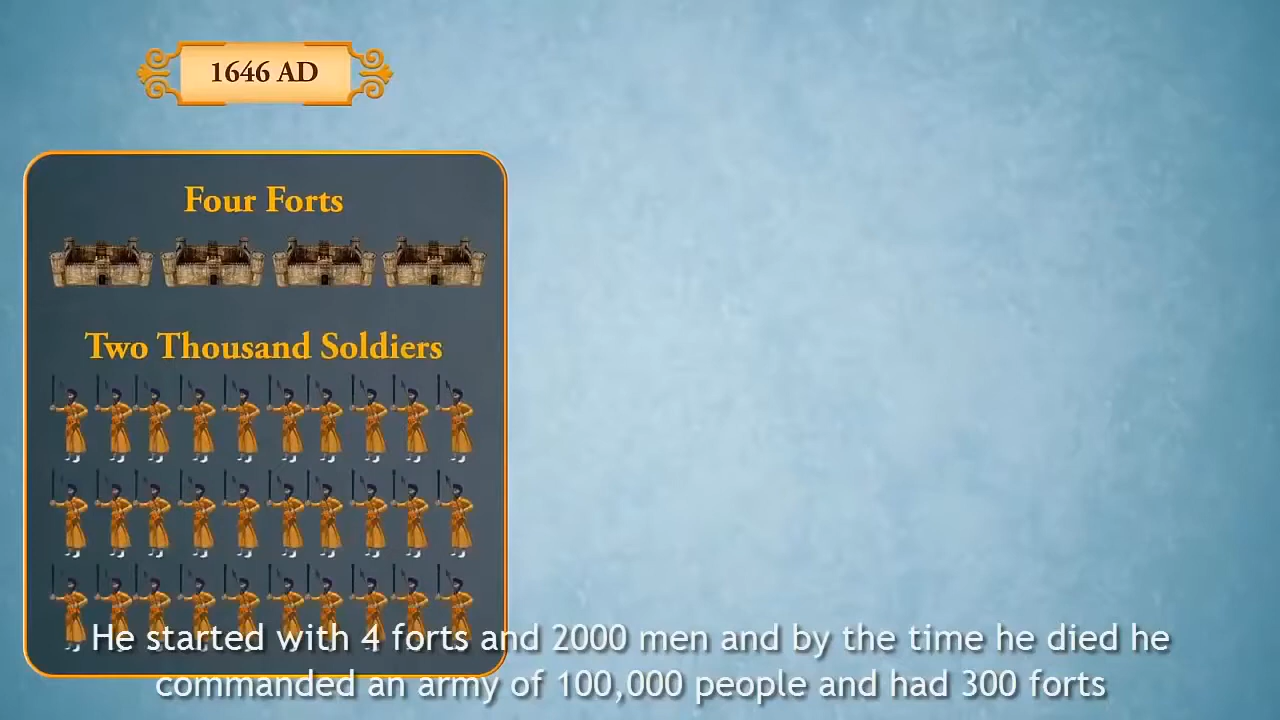 1646 AD
Four Forts
Two Thousand Soldiers
He started with 4 forts and 2000 men and by the time he died he
commanded an army of 100,000 people and had 300 forts